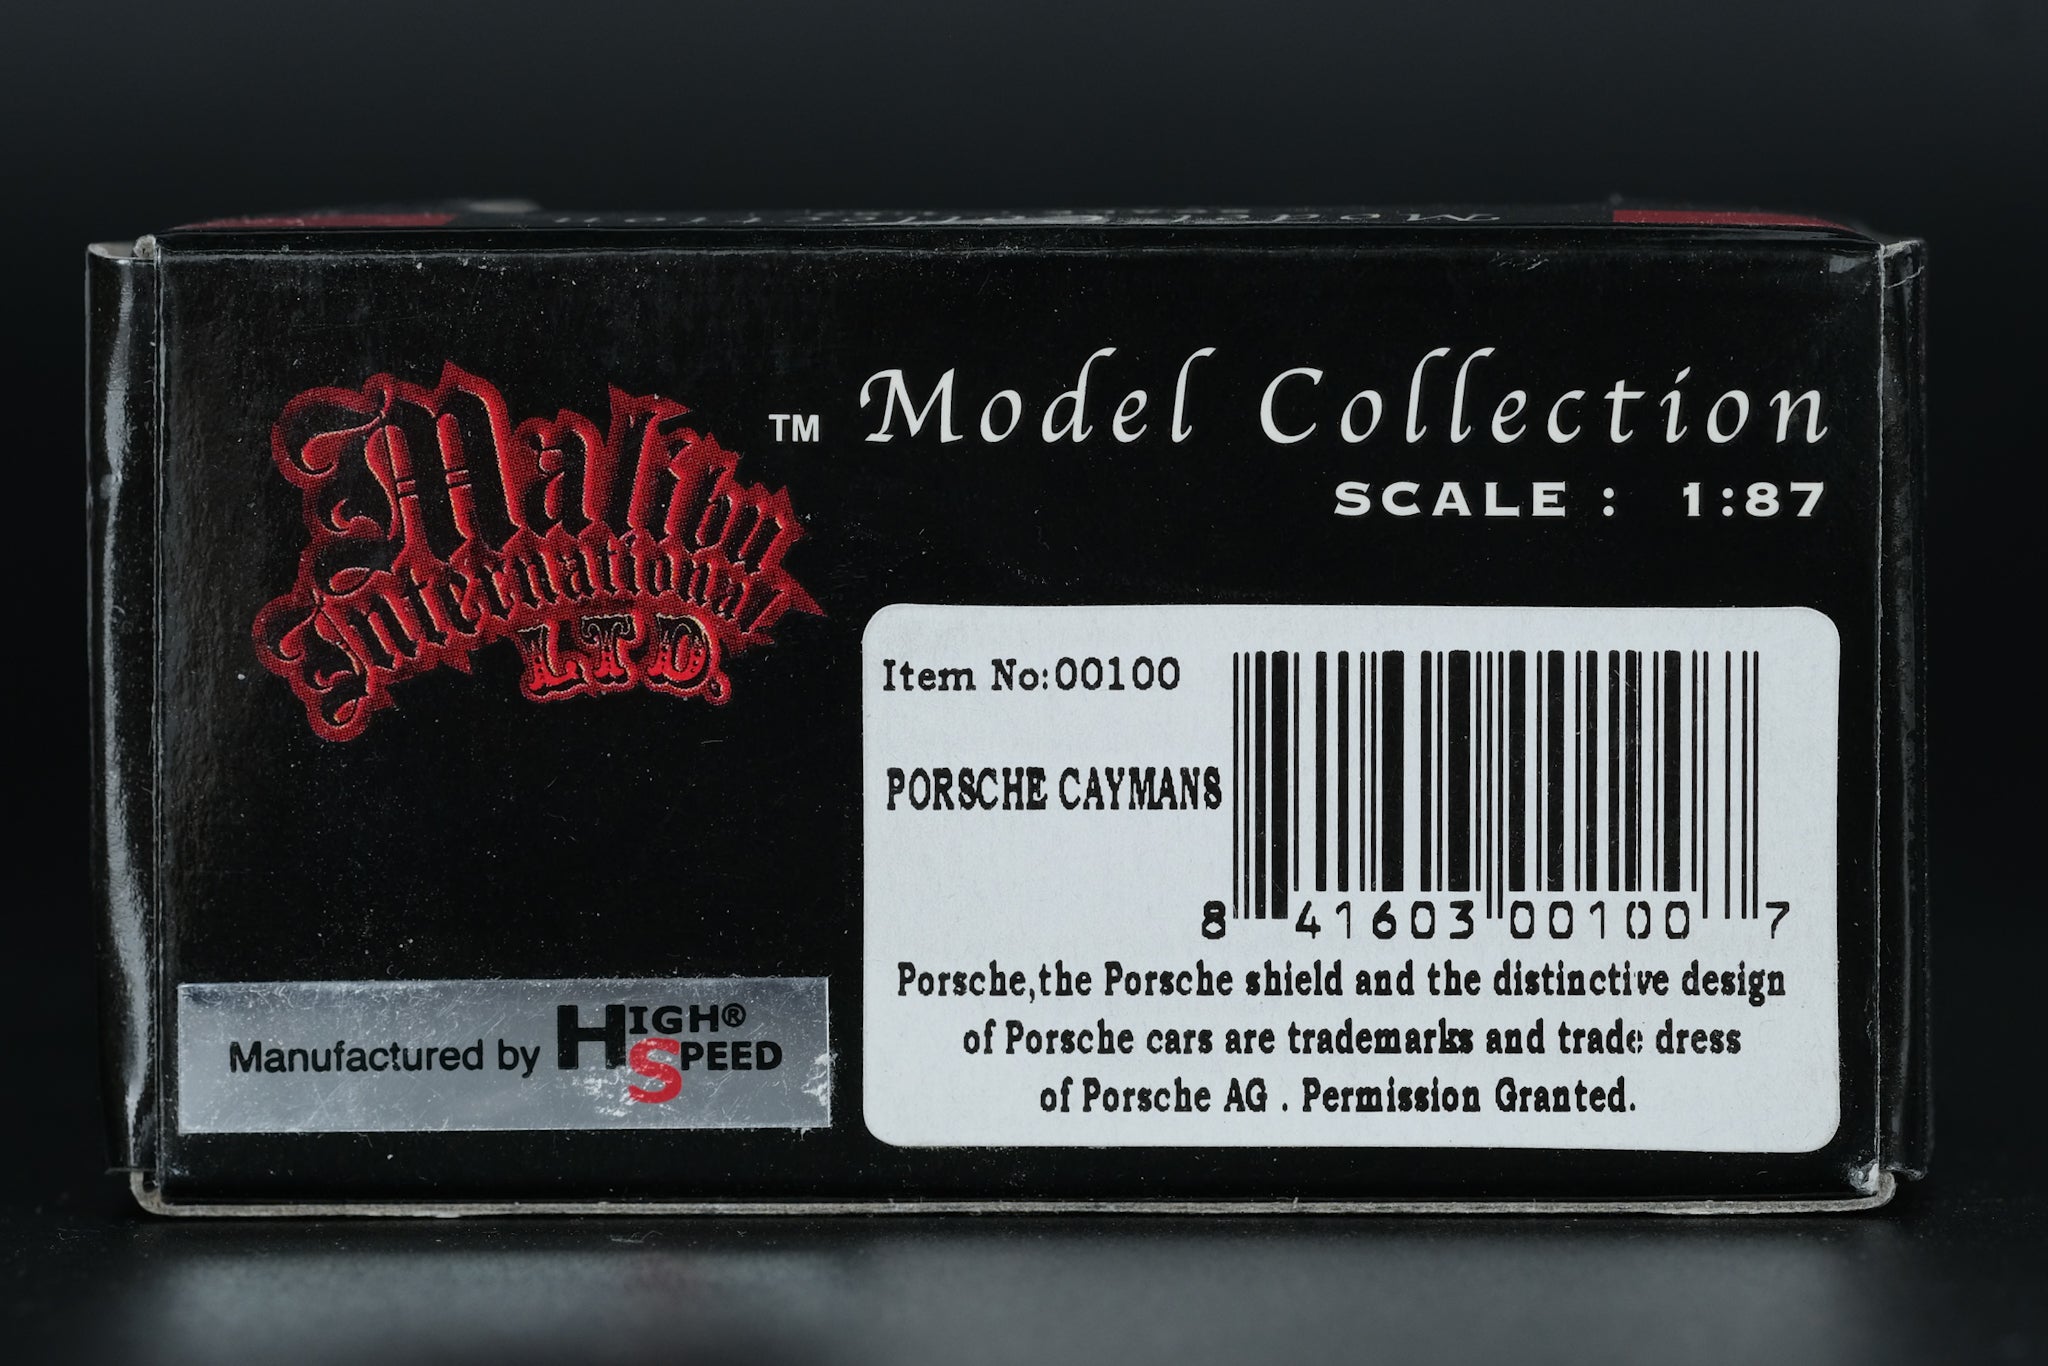 Malibu
International
LTD.
™ Model Collection
SCALE : 1:87
Item No:00100
PORSCHE CAYMANS
8 41603 00100 7
Porsche,the Porsche shield and the distinctive design
of Porsche cars are trademarks and trade dress
of Porsche AG . Permission Granted.
Manufactured by HIGH® SPEED